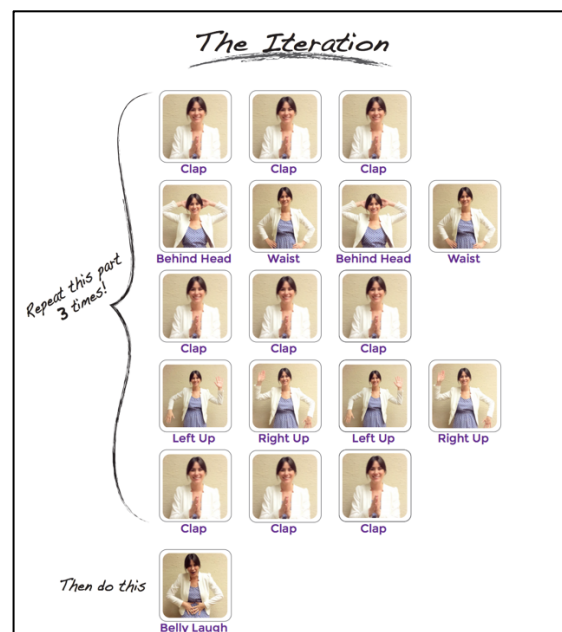 The Iteration
Clap Clap Clap
Behind Head Waist Behind Head Waist
Repeat this part
3 times!
Clap Clap Clap
Left Up Right Up Left Up Right Up
Clap Clap Clap
Then do this
Belly Laugh